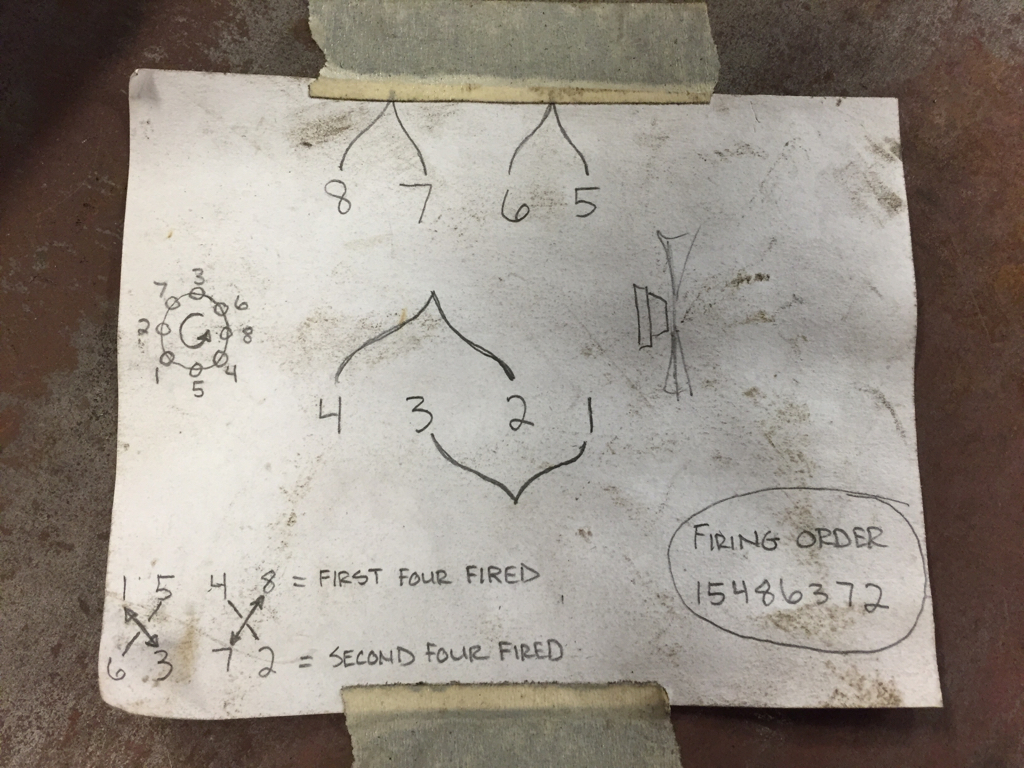 8 7 6 5
3
7 6
2 8
1 4
5
4 3 2 1
FIRING ORDER
15486372
1 5 4 8 = FIRST FOUR FIRED
6 3 7 2 = SECOND FOUR FIRED